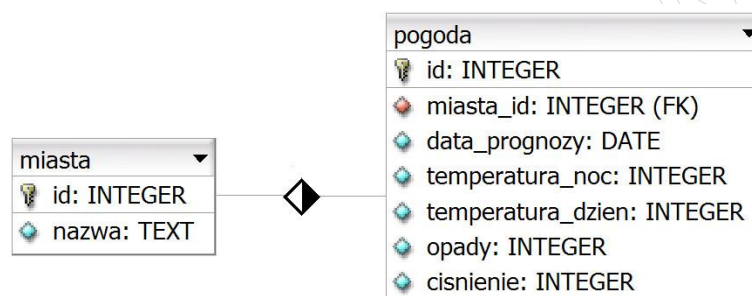 miasta
id: INTEGER
nazwa: TEXT
pogoda
id: INTEGER
miasta_id: INTEGER (FK)
data_prognozy: DATE
temperatura_noc: INTEGER
temperatura_dzien: INTEGER
opady: INTEGER
cisnienie: INTEGER